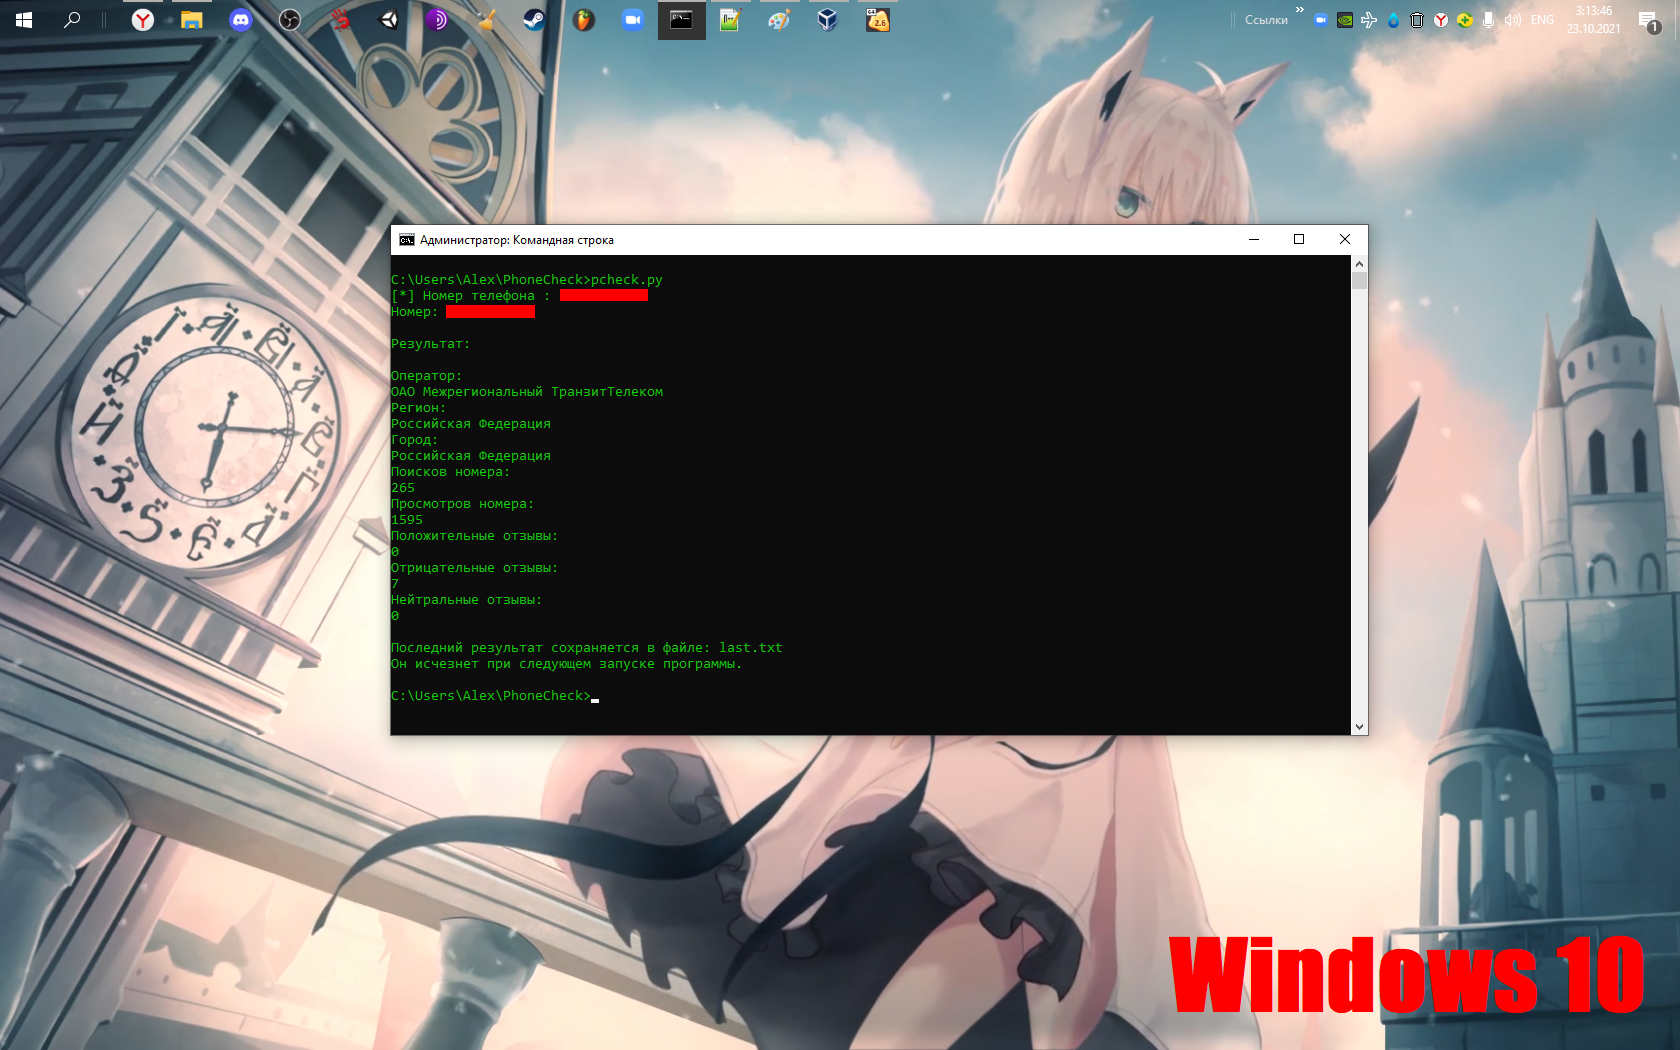 Ссылки
ENG
3:13:46
23.10.2021
1
64
2.6
Администратор: Командная строка
C:\Users\Alex\PhoneCheck>pcheck.py
[*] Номер телефона :
Номер:
Результат:
Оператор:
ОАО Межрегиональный ТранзитТелеком
Регион:
Российская Федерация
Город:
Российская Федерация
Поисков номера:
265
Просмотров номера:
1595
Положительные отзывы:
0
Отрицательные отзывы:
7
Нейтральные отзывы:
0
Последний результат сохраняется в файле: last.txt
Он исчезнет при следующем запуске программы.
C:\Users\Alex\PhoneCheck>
Windows 10